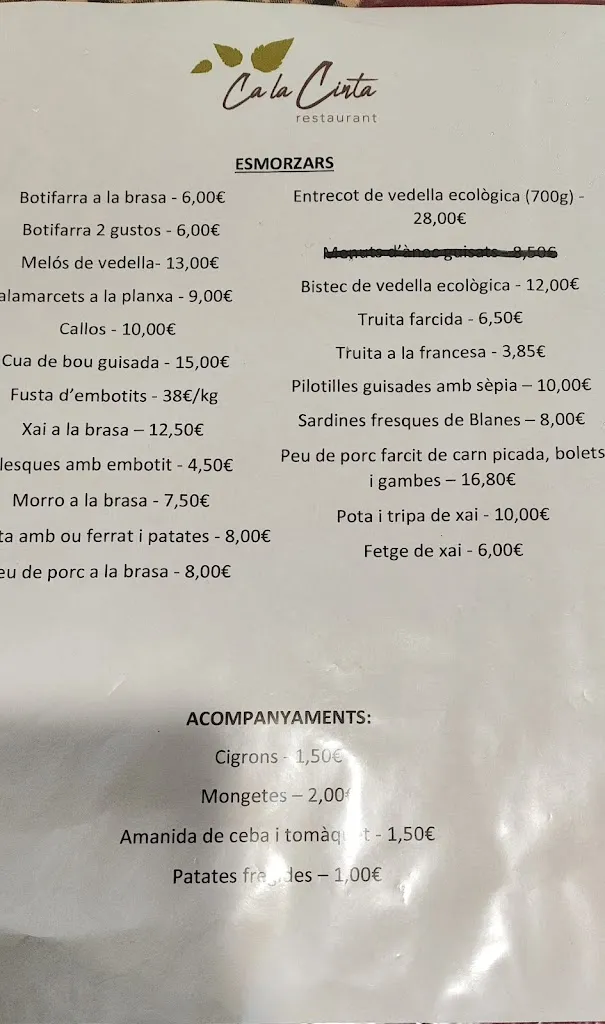 Ca la Cinta
restaurant
ESMORZARS
Botifarra a la brasa - 6,00€
Botifarra 2 gustos - 6,00€
Melós de vedella- 13,00€
alamarcets a la planxa - 9,00€
Callos - 10,00€
Cua de bou guisada - 15,00€
Fusta d'embotits - 38€/kg
Xai a la brasa – 12,50€
lesques amb embotit - 4,50€
Morro a la brasa - 7,50€
ta amb ou ferrat i patates - 8,00€
eu de porc a la brasa - 8,00€
Entrecot de vedella ecològica (700g) -
28,00€
Menuts d'ànec guisats - 8,50€
Bistec de vedella ecològica - 12,00€
Truita farcida - 6,50€
Truita a la francesa - 3,85€
Pilotilles guisades amb sèpia – 10,00€
Sardines fresques de Blanes – 8,00€
Peu de porc farcit de carn picada, bolets
i gambes – 16,80€
Pota i tripa de xai - 10,00€
Fetge de xai - 6,00€
ACOMPANYAMENTS:
Cigrons - 1,50€
Mongetes – 2,00€
Amanida de ceba i tomàquet - 1,50€
Patates fregides – 1,00€